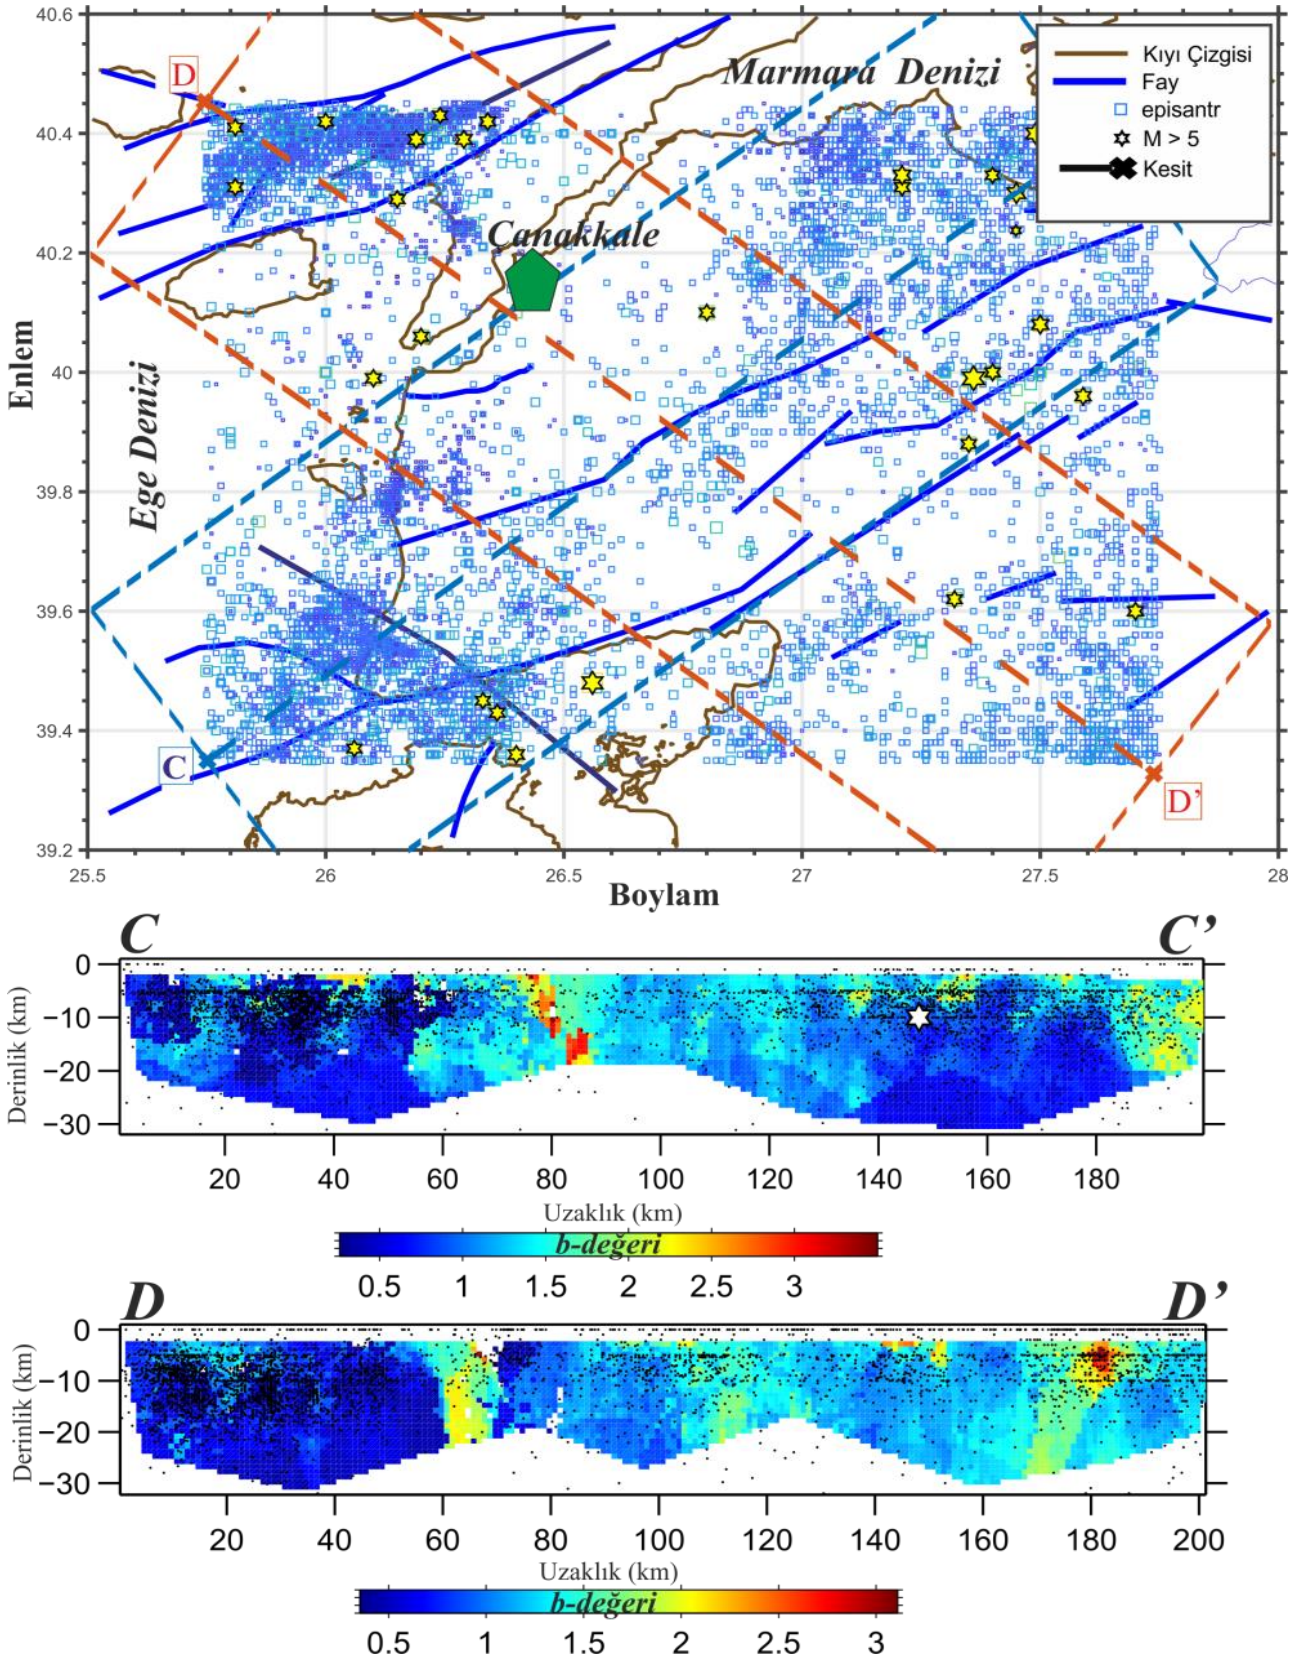 40.6
40.4
40.2
40
39.8
39.6
39.4
39.2
25.5
26
26.5
27
27.5
28
Enlem
Boylam
D
Marmara Denizi
Kıyı Çizgisi
Fay
episantr
M > 5
Kesit
Canakkale
Ege Denizi
C
D’
C
C’
0
−10
−20
−30
Derinlik (km)
20
40
60
80
100
120
140
160
180
Uzaklık (km)
b-değeri
0.5
1
1.5
2
2.5
3
D
D’
0
−10
−20
−30
Derinlik (km)
20
40
60
80
100
120
140
160
180
200
Uzaklık (km)
b-değeri
0.5
1
1.5
2
2.5
3